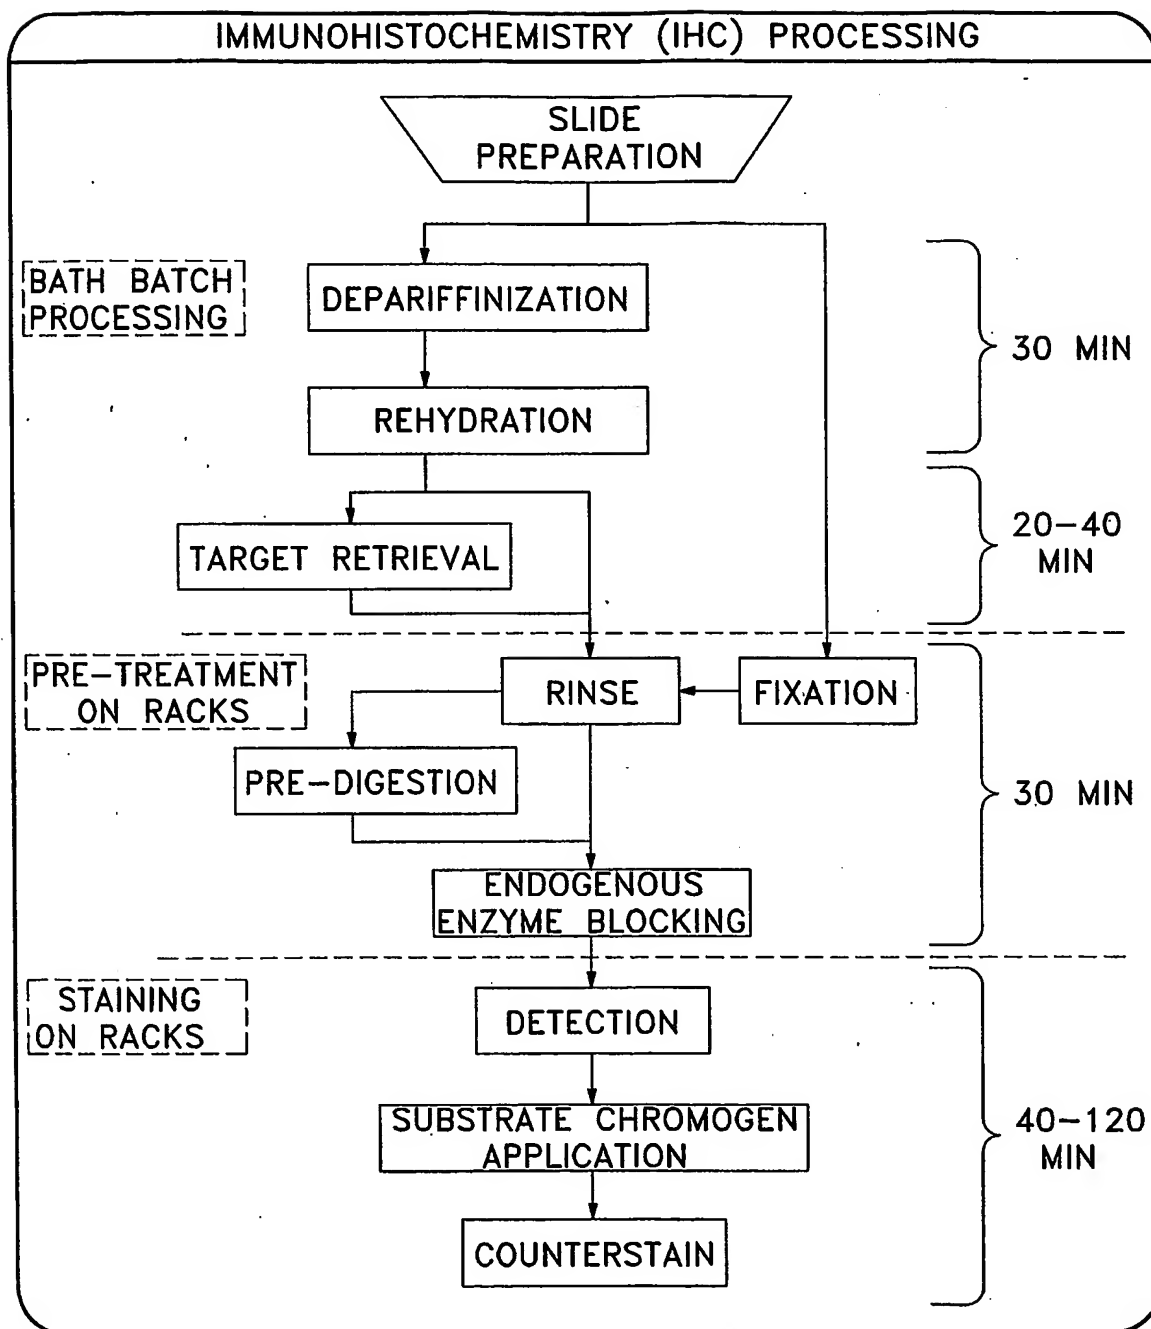 IMMUNOHISTOCHEMISTRY (IHC) PROCESSING
SLIDE
PREPARATION
BATH BATCH
PROCESSING
DEPARIFFINIZATION
30 MIN
REHYDRATION
TARGET RETRIEVAL
20-40
MIN
PRE-TREATMENT
ON RACKS
RINSE
FIXATION
PRE-DIGESTION
30 MIN
ENDOGENOUS
ENZYME BLOCKING
STAINING
ON RACKS
DETECTION
SUBSTRATE CHROMOGEN
APPLICATION
40-120
MIN
COUNTERSTAIN